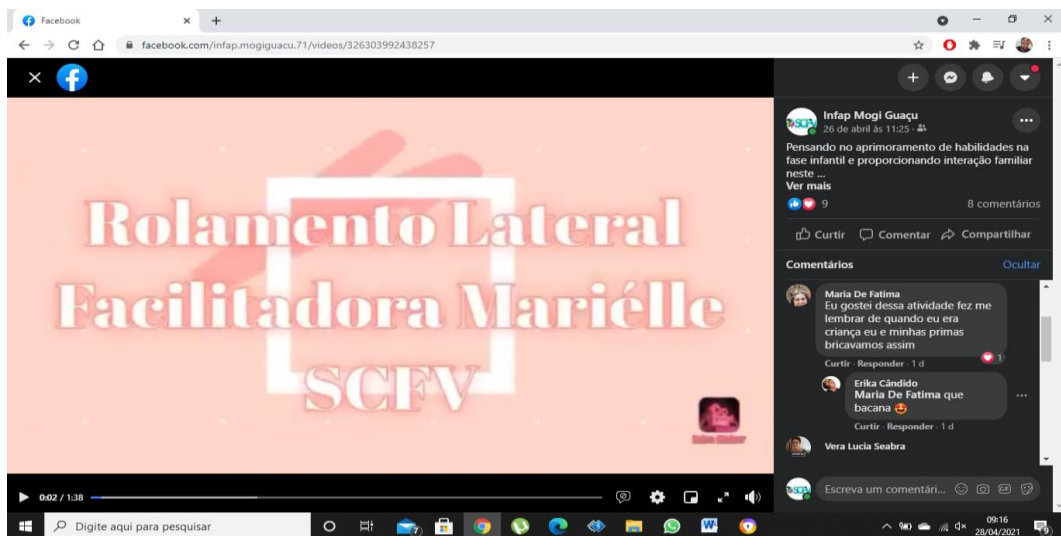 Facebook
facebook.com/infap.mogiguacu.71/videos/326303992438257
Rolamento Lateral
Facilitadora Mariélle
SCFV
Infap Mogi Guaçu
26 de abril às 11:25 ·
Pensando no aprimoramento de habilidades na
fase infantil e proporcionando interação familiar
neste ...
Ver mais
9
8 comentários
Curtir
Comentar
Compartilhar
Comentários
Ocultar
Maria De Fatima
Eu gostei dessa atividade fez me
lembrar de quando eu era
criança eu e minhas primas
bricavamos assim
Curtir · Responder · 1 d
1
Erika Cândido
Maria De Fatima que
bacana 🤩
Curtir · Responder · 1 d
Vera Lucia Seabra
Escreva um comentári...
0:02 / 1:38
Digite aqui para pesquisar
09:16
28/04/2021